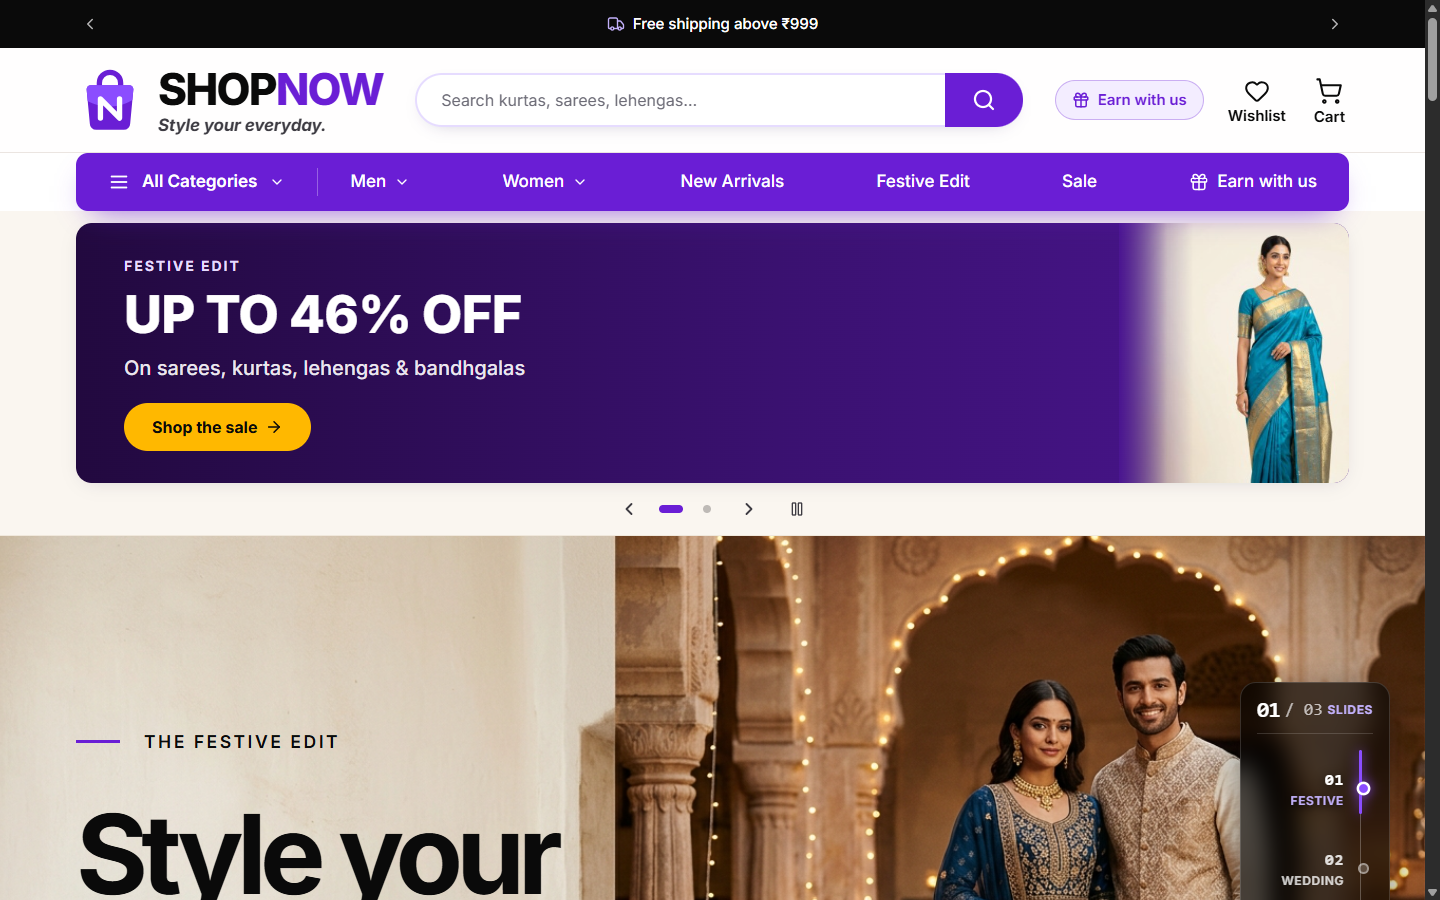 Free shipping above ₹999
N
SHOPNOW
Style your everyday.
Search kurtas, sarees, lehengas...
Earn with us
Wishlist
Cart
All Categories
Men
Women
New Arrivals
Festive Edit
Sale
Earn with us
FESTIVE EDIT
UP TO 46% OFF
On sarees, kurtas, lehengas & bandhgalas
Shop the sale
THE FESTIVE EDIT
Style your
01 / 03 SLIDES
01
FESTIVE
02
WEDDING